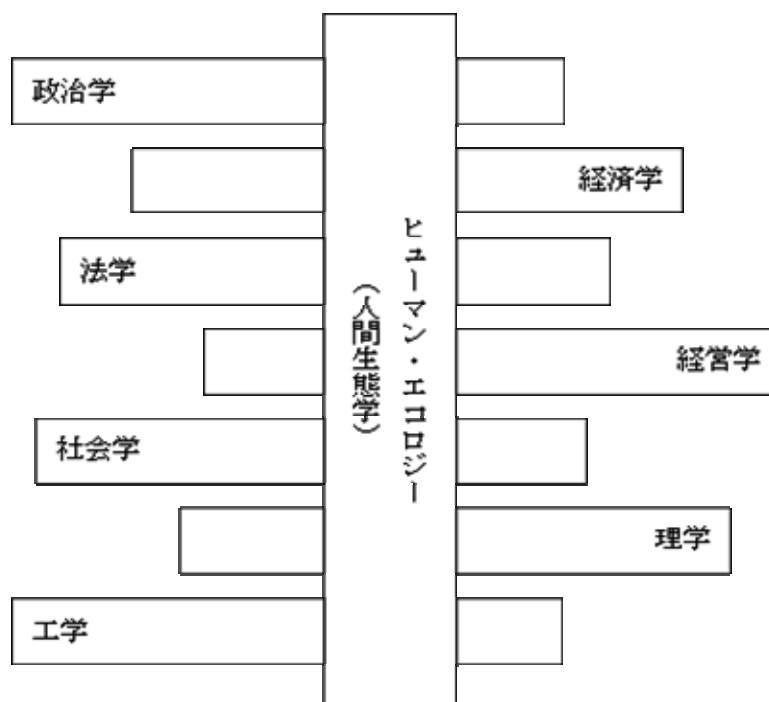 政治学
経済学
法学
ヒューマン・エコロジー
（人間生態学）
経営学
社会学
理学
工学